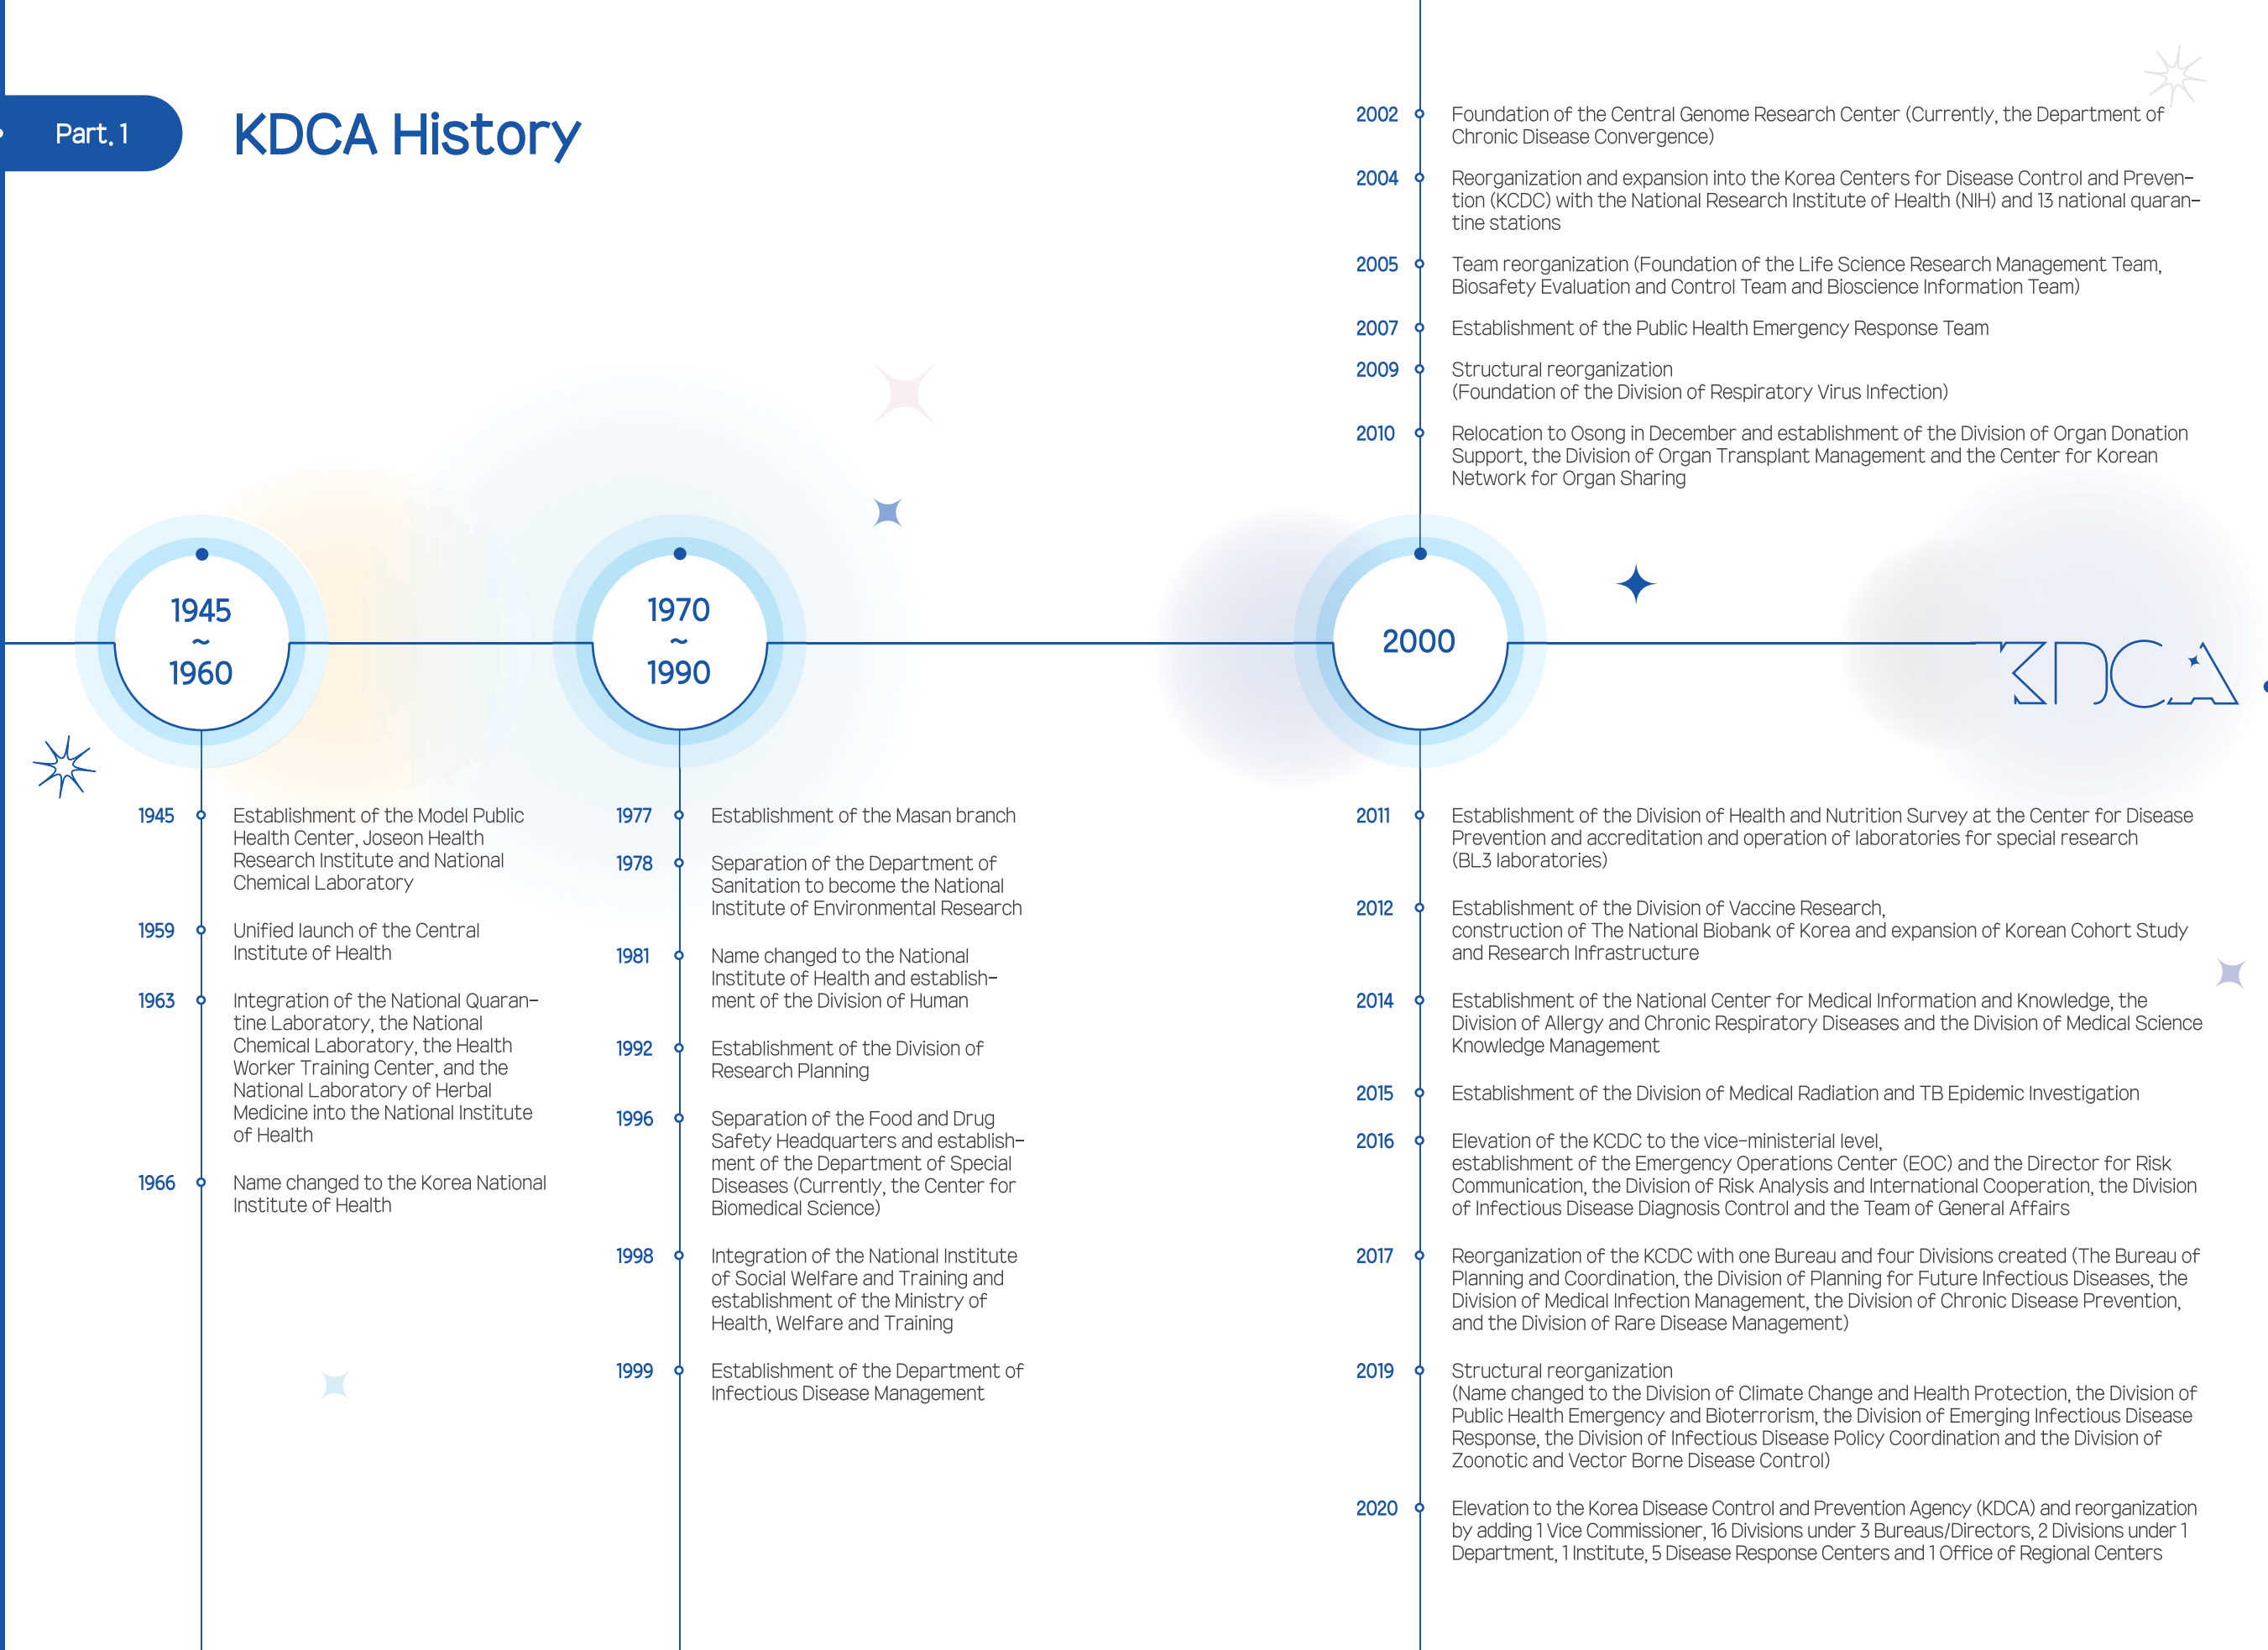 Part. 1
KDCA History
1945
~
1960
1945
Establishment of the Model Public
Health Center, Joseon Health
Research Institute and National
Chemical Laboratory
1959
Unified launch of the Central
Institute of Health
1963
Integration of the National Quaran-
tine Laboratory, the National
Chemical Laboratory, the Health
Worker Training Center, and the
National Laboratory of Herbal
Medicine into the National Institute
of Health
1966
Name changed to the Korea National
Institute of Health
1970
~
1990
1977
Establishment of the Masan branch
1978
Separation of the Department of
Sanitation to become the National
Institute of Environmental Research
1981
Name changed to the National
Institute of Health and establish-
ment of the Division of Human
1992
Establishment of the Division of
Research Planning
1996
Separation of the Food and Drug
Safety Headquarters and establish-
ment of the Department of Special
Diseases (Currently, the Center for
Biomedical Science)
1998
Integration of the National Institute
of Social Welfare and Training and
establishment of the Ministry of
Health, Welfare and Training
1999
Establishment of the Department of
Infectious Disease Management
2000
2002
Foundation of the Central Genome Research Center (Currently, the Department of
Chronic Disease Convergence)
2004
Reorganization and expansion into the Korea Centers for Disease Control and Preven-
tion (KCDC) with the National Research Institute of Health (NIH) and 13 national quaran-
tine stations
2005
Team reorganization (Foundation of the Life Science Research Management Team,
Biosafety Evaluation and Control Team and Bioscience Information Team)
2007
Establishment of the Public Health Emergency Response Team
2009
Structural reorganization
(Foundation of the Division of Respiratory Virus Infection)
2010
Relocation to Osong in December and establishment of the Division of Organ Donation
Support, the Division of Organ Transplant Management and the Center for Korean
Network for Organ Sharing
2011
Establishment of the Division of Health and Nutrition Survey at the Center for Disease
Prevention and accreditation and operation of laboratories for special research
(BL3 laboratories)
2012
Establishment of the Division of Vaccine Research,
construction of The National Biobank of Korea and expansion of Korean Cohort Study
and Research Infrastructure
2014
Establishment of the National Center for Medical Information and Knowledge, the
Division of Allergy and Chronic Respiratory Diseases and the Division of Medical Science
Knowledge Management
2015
Establishment of the Division of Medical Radiation and TB Epidemic Investigation
2016
Elevation of the KCDC to the vice-ministerial level,
establishment of the Emergency Operations Center (EOC) and the Director for Risk
Communication, the Division of Risk Analysis and International Cooperation, the Division
of Infectious Disease Diagnosis Control and the Team of General Affairs
2017
Reorganization of the KCDC with one Bureau and four Divisions created (The Bureau of
Planning and Coordination, the Division of Planning for Future Infectious Diseases, the
Division of Medical Infection Management, the Division of Chronic Disease Prevention,
and the Division of Rare Disease Management)
2019
Structural reorganization
(Name changed to the Division of Climate Change and Health Protection, the Division of
Public Health Emergency and Bioterrorism, the Division of Emerging Infectious Disease
Response, the Division of Infectious Disease Policy Coordination and the Division of
Zoonotic and Vector Borne Disease Control)
2020
Elevation to the Korea Disease Control and Prevention Agency (KDCA) and reorganization
by adding 1 Vice Commissioner, 16 Divisions under 3 Bureaus/Directors, 2 Divisions under 1
Department, 1 Institute, 5 Disease Response Centers and 1 Office of Regional Centers
KDCA